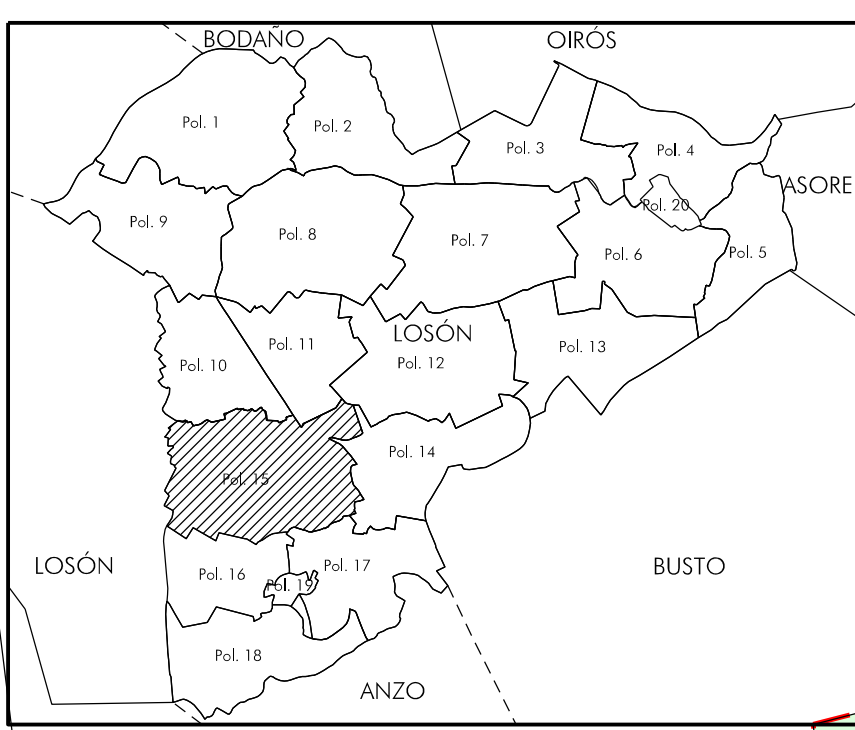 BODAÑO
OIRÓS
Pol. 1
Pol. 2
Pol. 3
Pol. 4
ASORE
Pol. 20
Pol. 9
Pol. 8
Pol. 7
Pol. 6
Pol. 5
LOSÓN
Pol. 11
Pol. 13
Pol. 10
Pol. 12
Pol. 14
Pol. 15
LOSÓN
Pol. 16
Pol. 17
BUSTO
Pol. 19
Pol. 18
ANZO